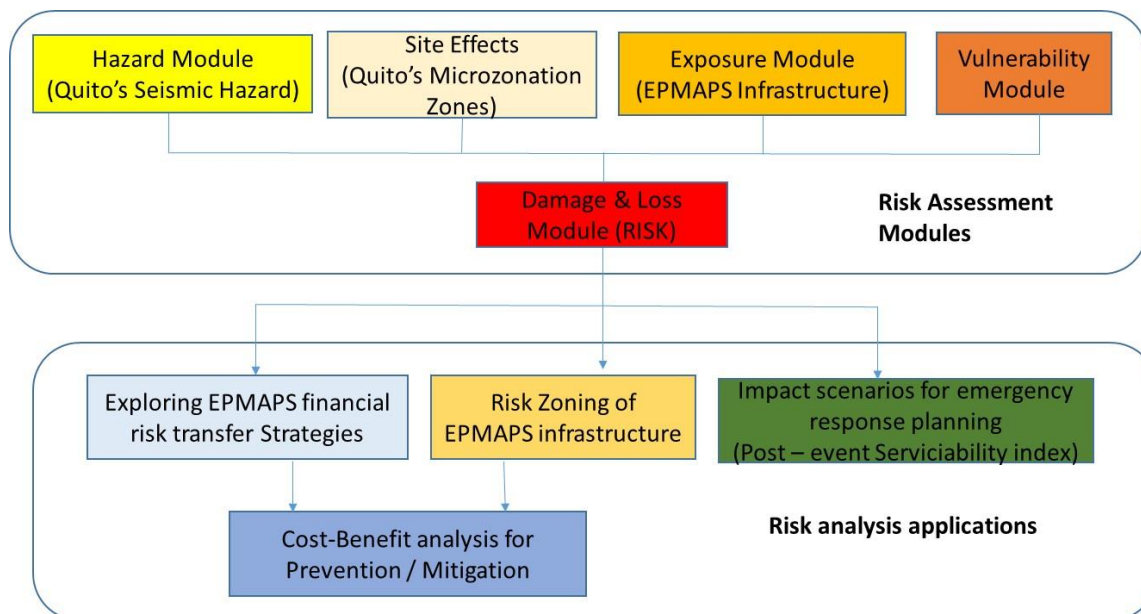 Hazard Module
(Quito's Seismic Hazard)
Site Effects
(Quito's Microzonation
Zones)
Exposure Module
(EPMAPS Infrastructure)
Vulnerability
Module
Damage & Loss
Module (RISK)
Risk Assessment
Modules
Exploring EPMAPS financial
risk transfer Strategies
Risk Zoning of
EPMAPS infrastructure
Impact scenarios for emergency
response planning
(Post – event Serviciability index)
Cost-Benefit analysis for
Prevention / Mitigation
Risk analysis applications